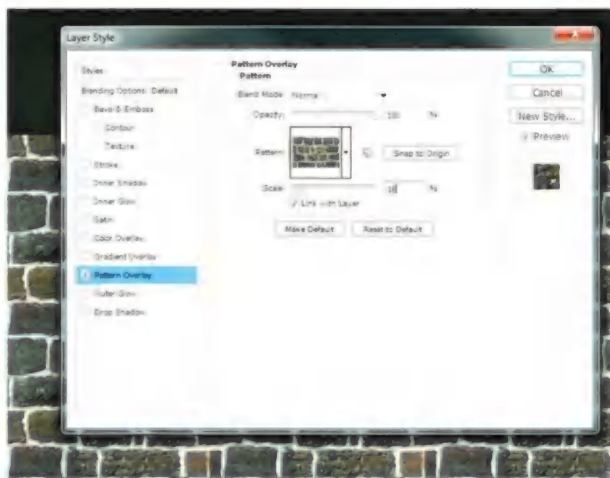 Layer Style
Styles
Blending Options: Default
Bevel & Emboss
Contour
Texture
Stroke
Inner Shadow
Inner Glow
Satin
Color Overlay
Gradient Overlay
Pattern Overlay
Outer Glow
Drop Shadow
Pattern Overlay
Pattern
Blend Mode: Normal
Opacity: 100 %
Pattern: Snap to Origin
Scale: %
Link with Layer
Make Default Reset to Default
OK
Cancel
New Style...
Preview